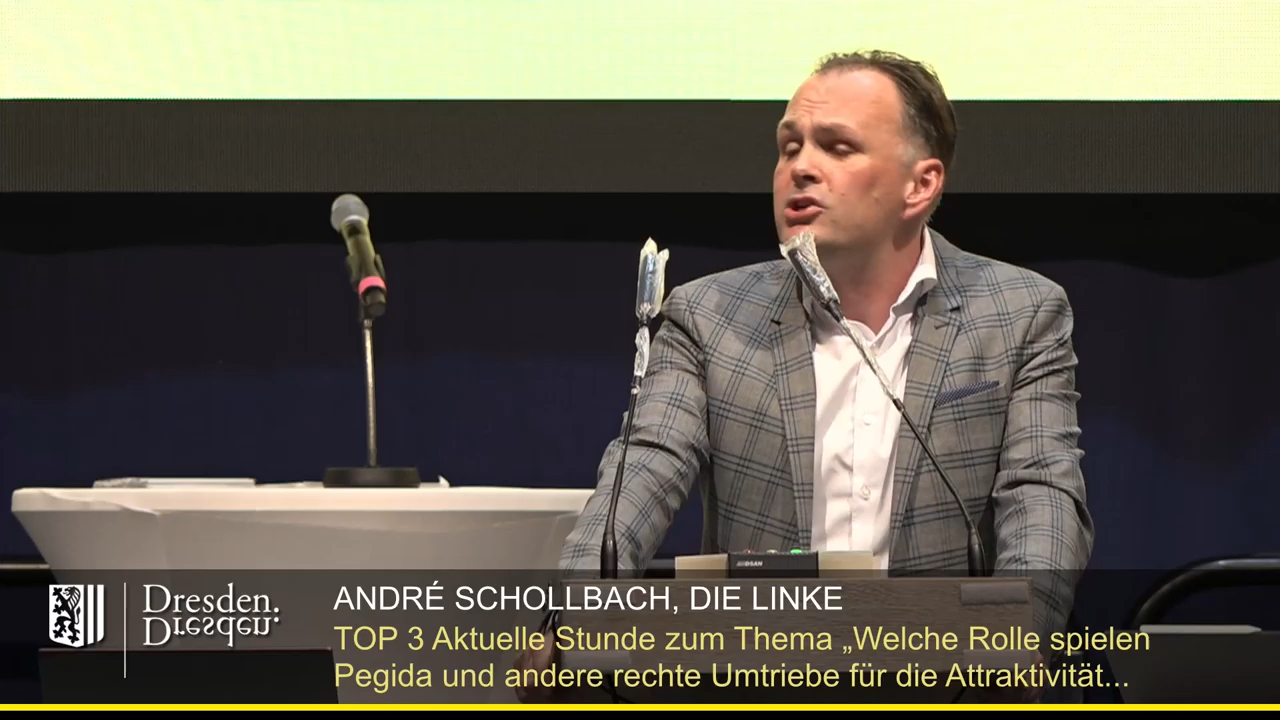 DSAN
Dresden.
Dresden.
ANDRÉ SCHOLLBACH, DIE LINKE
TOP 3 Aktuelle Stunde zum Thema „Welche Rolle spielen
Pegida und andere rechte Umtriebe für die Attraktivität...